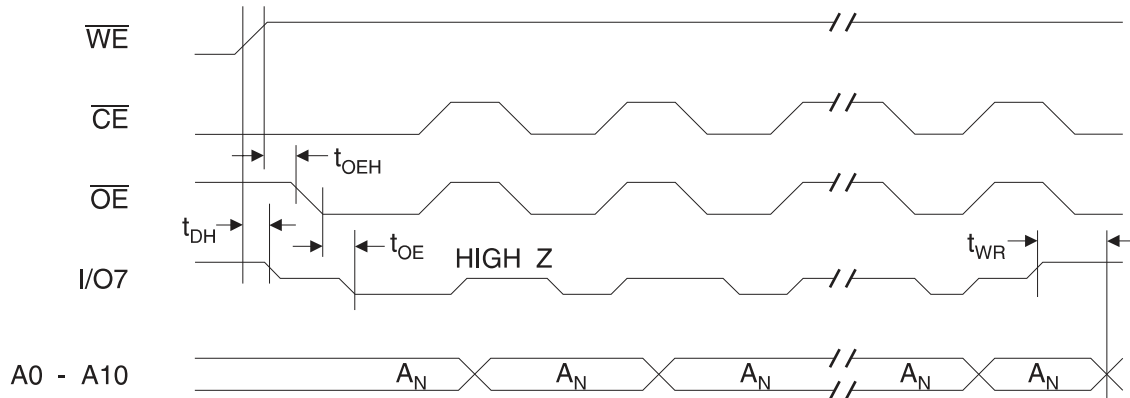 WE
CE
tOEH
OE
tDH
tOE
tWR
HIGH Z
I/O7
A0 - A10 AN AN AN AN AN